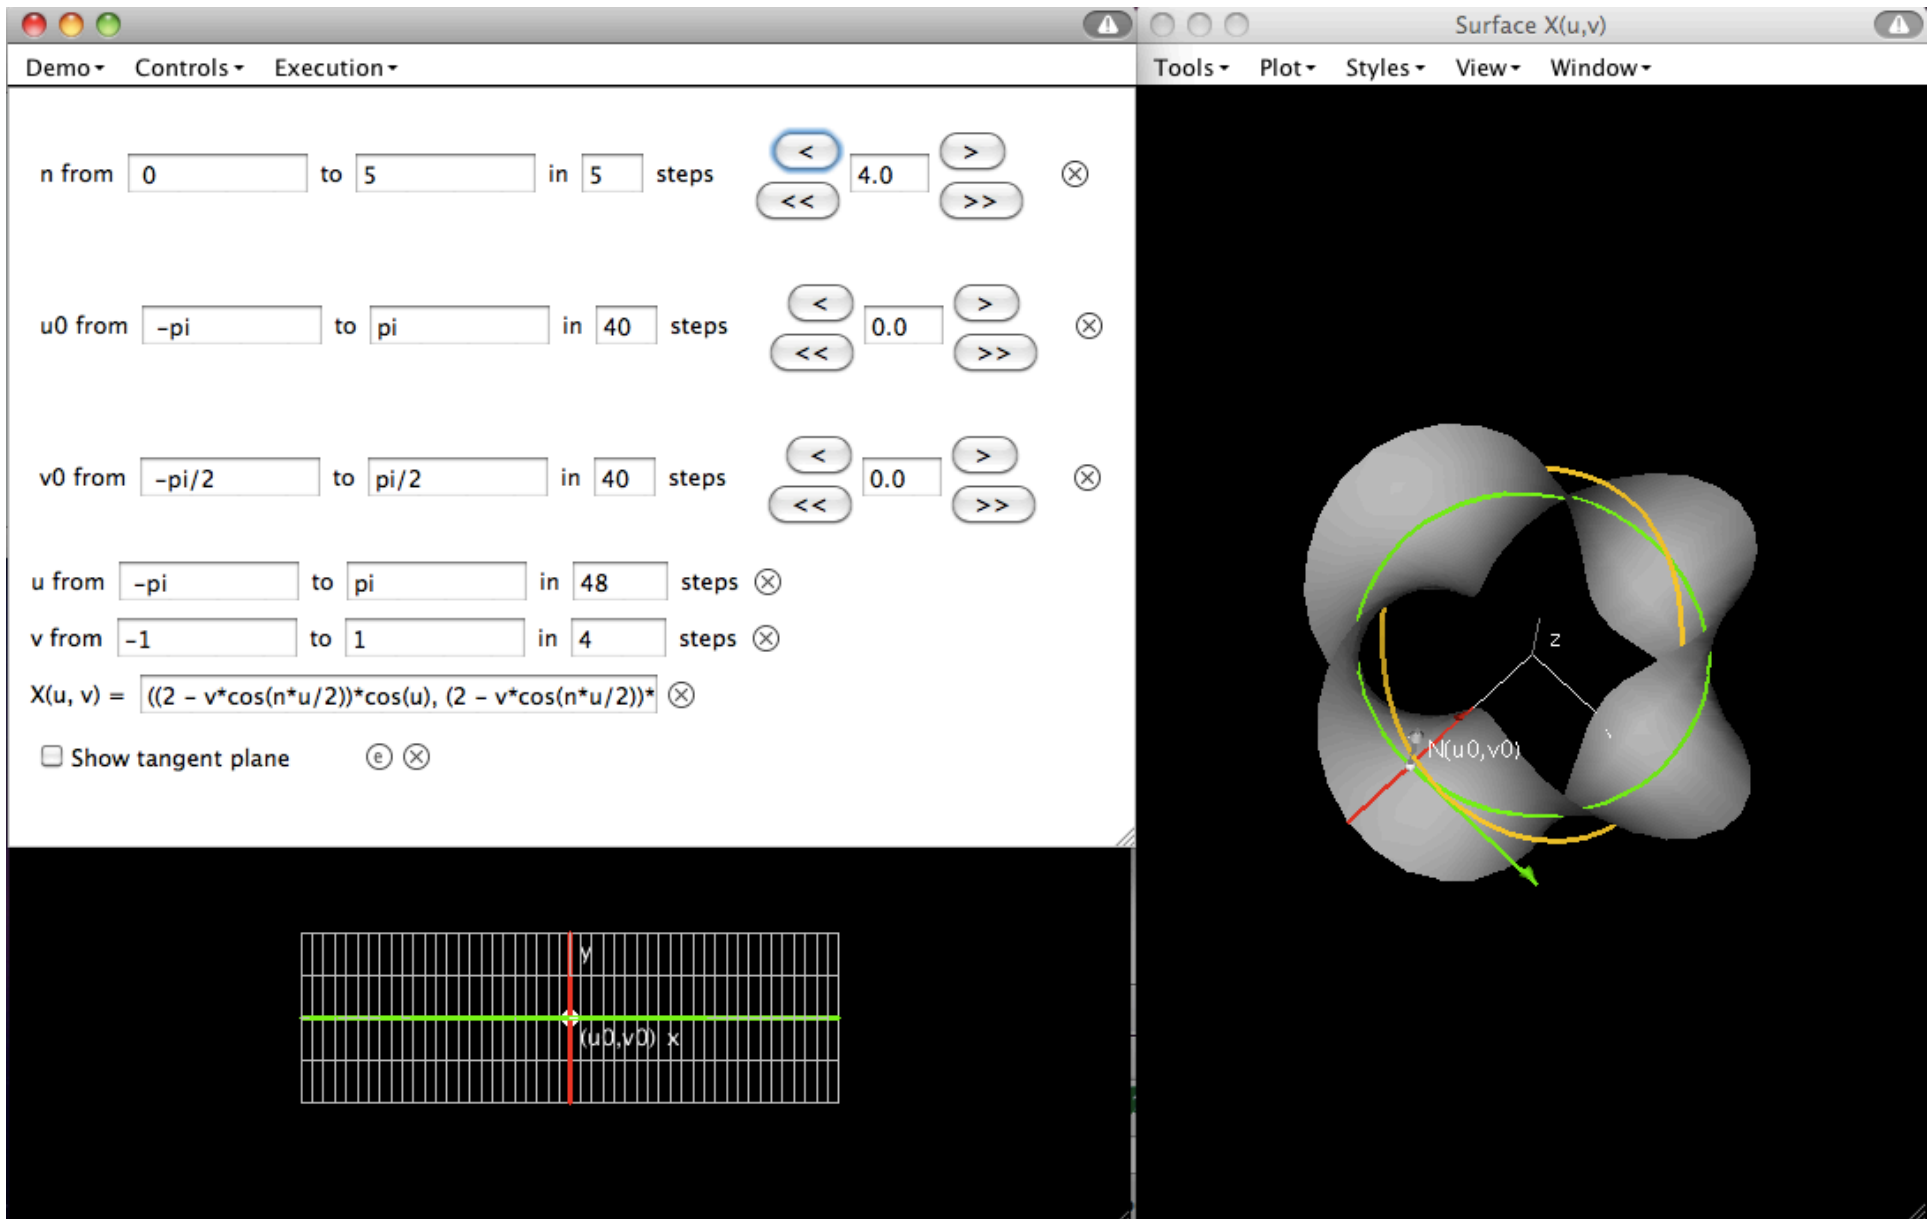 Surface X(u,v)
Demo Controls Execution
Tools Plot Styles View Window
n from 0 to 5 in 5 steps < 4.0 > << >>
u0 from -pi to pi in 40 steps < 0.0 > << >>
v0 from -pi/2 to pi/2 in 40 steps < 0.0 > << >>
u from -pi to pi in 48 steps
v from -1 to 1 in 4 steps
X(u, v) = ((2 - v*cos(n*u/2))*cos(u), (2 - v*cos(n*u/2))*
Show tangent plane e
y
(u0,v0) x
z
N(u0,v0)